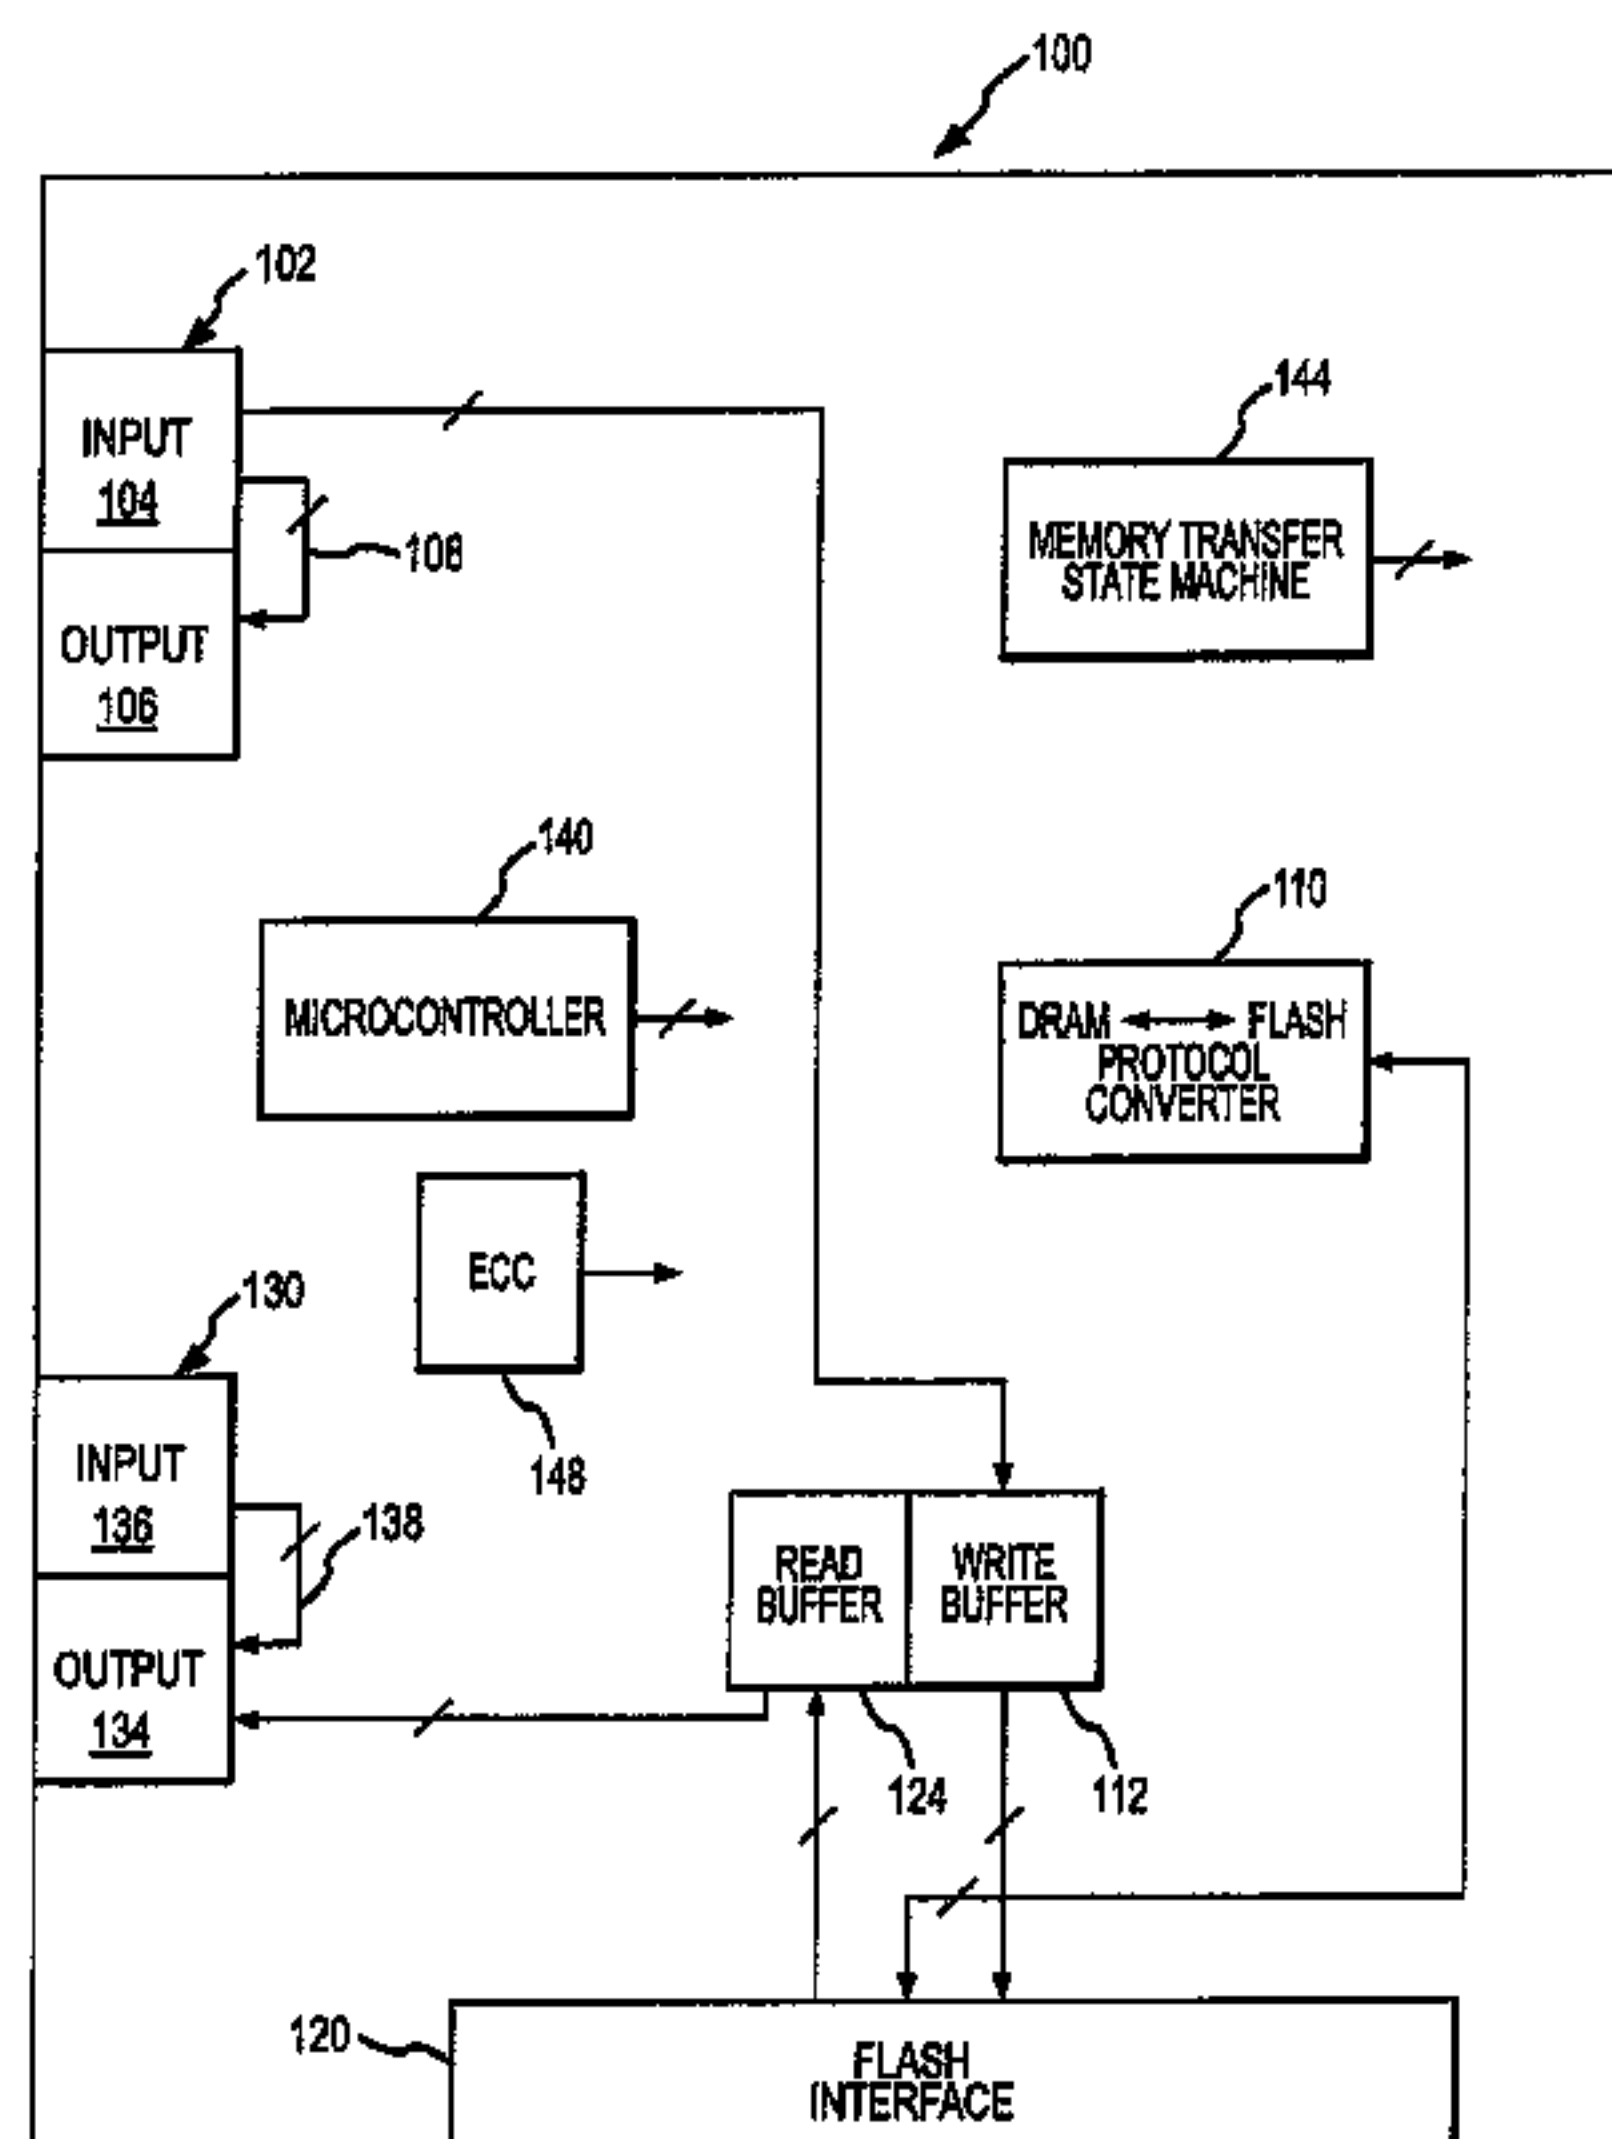 100
102
INPUT
104
108
OUTPUT
106
144
MEMORY TRANSFER
STATE MACHINE
140
MICROCONTROLLER
110
DRAM FLASH
PROTOCOL
CONVERTER
ECC
148
130
INPUT
136
138
OUTPUT
134
READ
BUFFER
WRITE
BUFFER
124
112
120
FLASH
INTERFACE